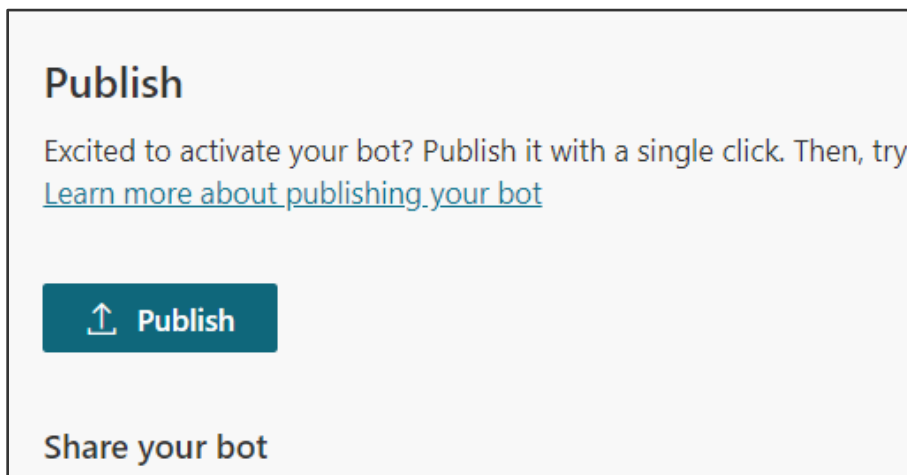 Publish
Excited to activate your bot? Publish it with a single click. Then, try
Learn more about publishing your bot
Publish
Share your bot